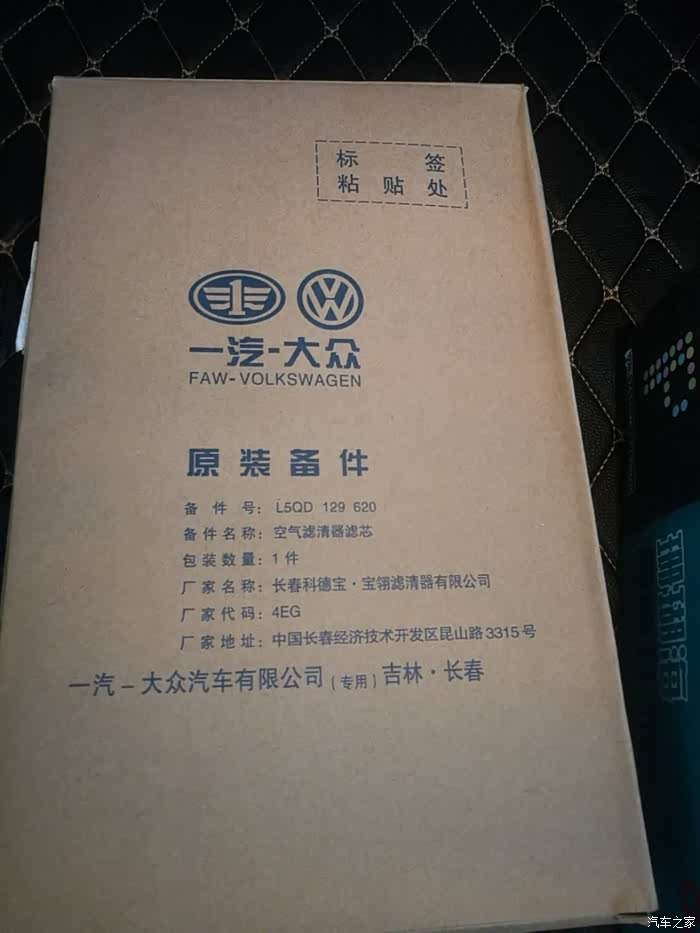 标 签
粘 贴 处
一汽-大众
FAW-VOLKSWAGEN
原装备件
备件号：L5QD 129 620
备件名称：空气滤清器滤芯
包装数量：1 件
厂家名称：长春科德宝·宝翎滤清器有限公司
厂家代码：4EG
厂家地址：中国长春经济技术开发区昆山路3315号
一汽－大众汽车有限公司（专用）吉林·长春
汽车之家